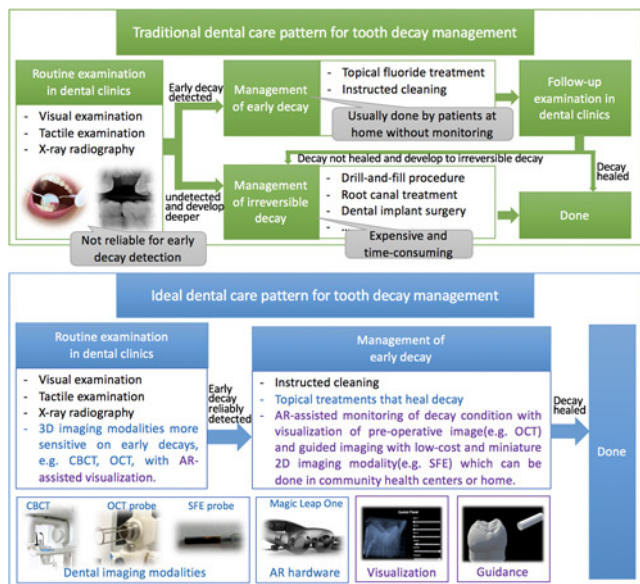 Traditional dental care pattern for tooth decay management
Routine examination
in dental clinics
- Visual examination
- Tactile examination
- X-ray radiography
Not reliable for early
decay detection
Early decay
detected
undetected
and develop
deeper
Management
of early decay
- Topical fluoride treatment
- Instructed cleaning
Usually done by patients at
home without monitoring
Follow-up
examination in
dental clinics
Decay not healed and develop to irreversible decay
Decay
healed
Management
of irreversible
decay
- Drill-and-fill procedure
- Root canal treatment
- Dental implant surgery
- ...
Expensive and
time-consuming
Done
Ideal dental care pattern for tooth decay management
Routine examination
in dental clinics
- Visual examination
- Tactile examination
- X-ray radiography
- 3D imaging modalities more
sensitive on early decays,
e.g. CBCT, OCT, with AR-
assisted visualization.
Early
decay
reliably
detected
Management of
early decay
- Instructed cleaning
- Topical treatments that heal decay
- AR-assisted monitoring of decay condition with
visualization of pre-operative image(e.g. OCT)
and guided imaging with low-cost and miniature
2D imaging modality(e.g. SFE) which can be
done in community health centers or home.
Decay
healed
Done
CBCT
OCT probe
SFE probe
Dental imaging modalities
Magic Leap One
AR hardware
Control Panel
Visualization
Guidance